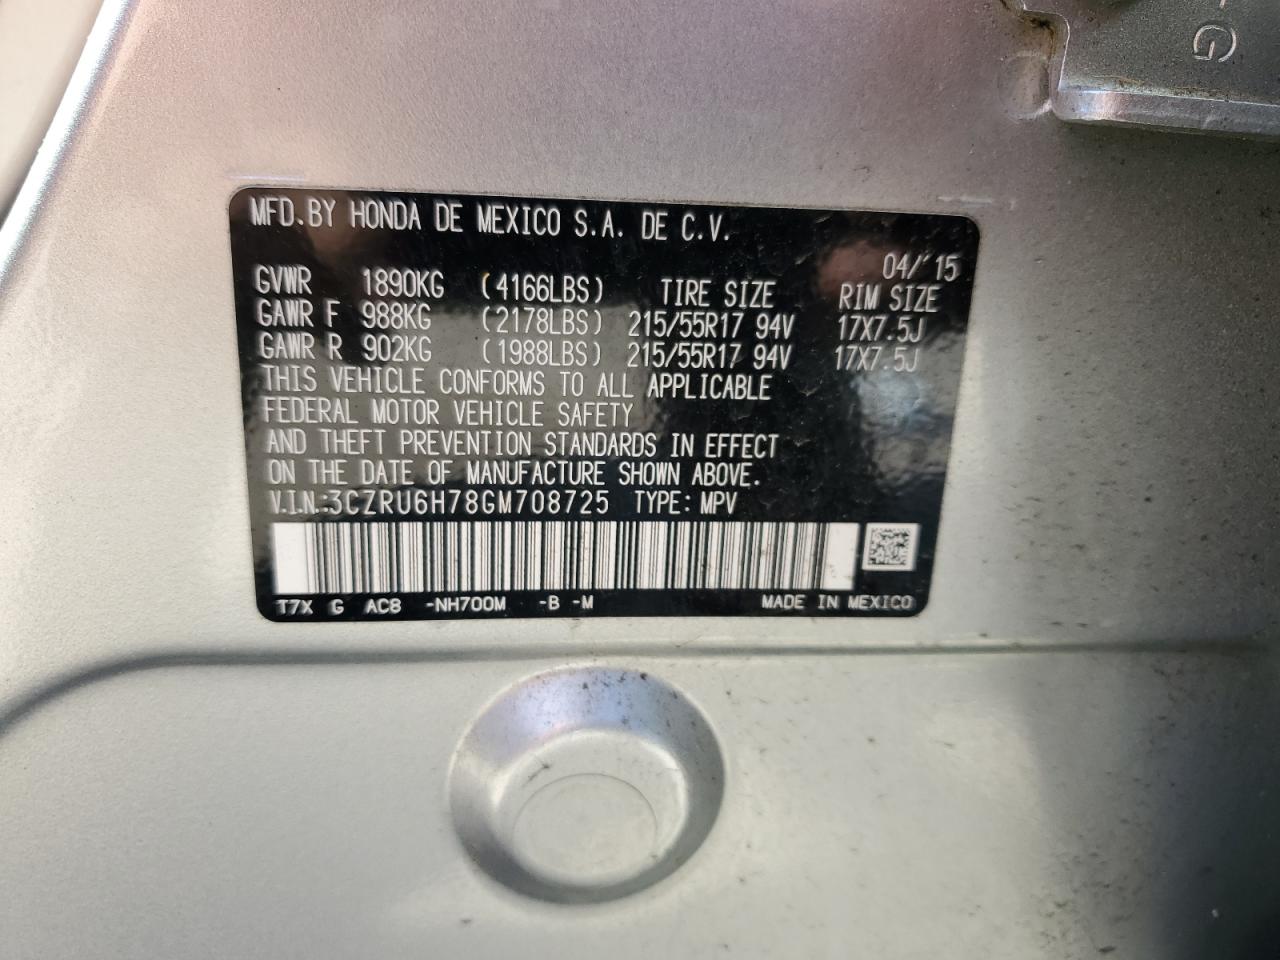 G
MFD.BY HONDA DE MEXICO S.A. DE C.V.
04/'15
GVWR 1890KG (4166LBS) TIRE SIZE RIM SIZE
GAWR F 988KG (2178LBS) 215/55R17 94V 17X7.5J
GAWR R 902KG (1988LBS) 215/55R17 94V 17X7.5J
THIS VEHICLE CONFORMS TO ALL APPLICABLE
FEDERAL MOTOR VEHICLE SAFETY
AND THEFT PREVENTION STANDARDS IN EFFECT
ON THE DATE OF MANUFACTURE SHOWN ABOVE.
V.I.N.:3CZRU6H78GM708725 TYPE: MPV
T7X G AC8 -NH700M -B -M MADE IN MEXICO